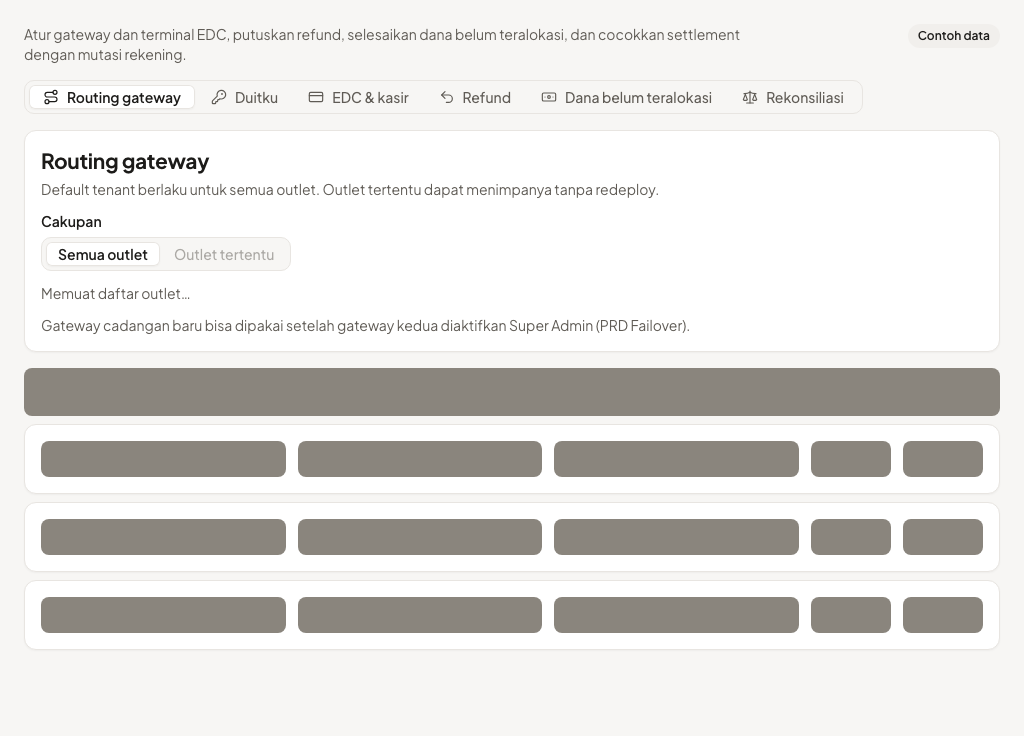 Atur gateway dan terminal EDC, putuskan refund, selesaikan dana belum teralokasi, dan cocokkan settlement
dengan mutasi rekening.
Contoh data
Routing gateway
Duitku
EDC & kasir
Refund
Dana belum teralokasi
Rekonsiliasi
Routing gateway
Default tenant berlaku untuk semua outlet. Outlet tertentu dapat menimpanya tanpa redeploy.
Cakupan
Semua outlet
Outlet tertentu
Memuat daftar outlet…
Gateway cadangan baru bisa dipakai setelah gateway kedua diaktifkan Super Admin (PRD Failover).